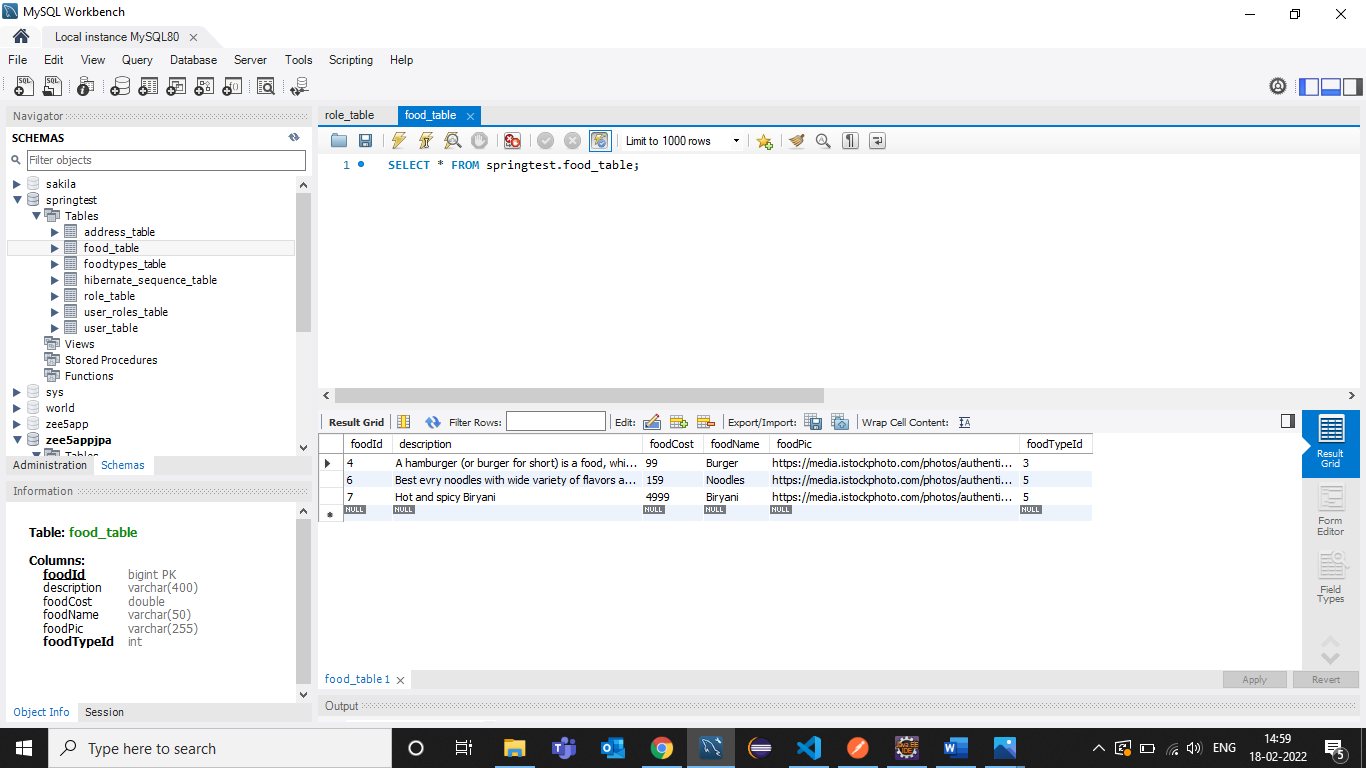 MySQL Workbench
Local instance MySQL80
File Edit View Query Database Server Tools Scripting Help
Navigator
SCHEMAS
Filter objects
sakila
springtest
Tables
address_table
food_table
foodtypes_table
hibernate_sequence_table
role_table
user_roles_table
user_table
Views
Stored Procedures
Functions
sys
world
zee5app
zee5appjpa
Tables
Administration Schemas
Information
Table: food_table
Columns:
foodId bigint PK
description varchar(400)
foodCost double
foodName varchar(50)
foodPic varchar(255)
foodTypeId int
Object Info Session
role_table food_table
Limit to 1000 rows
1 SELECT * FROM springtest.food_table;
Result Grid Filter Rows: Edit: Export/Import: Wrap Cell Content:
foodId description foodCost foodName foodPic foodTypeId
4 A hamburger (or burger for short) is a food, whi... 99 Burger https://media.istockphoto.com/photos/authenti... 3
6 Best evry noodles with wide variety of flavors a... 159 Noodles https://media.istockphoto.com/photos/authenti... 5
7 Hot and spicy Biryani 4999 Biryani https://media.istockphoto.com/photos/authenti... 5
NULL NULL NULL NULL NULL NULL
Result
Grid
Form
Editor
Field
Types
food_table 1
Apply Revert
Output
Type here to search
ENG
14:59
18-02-2022
5